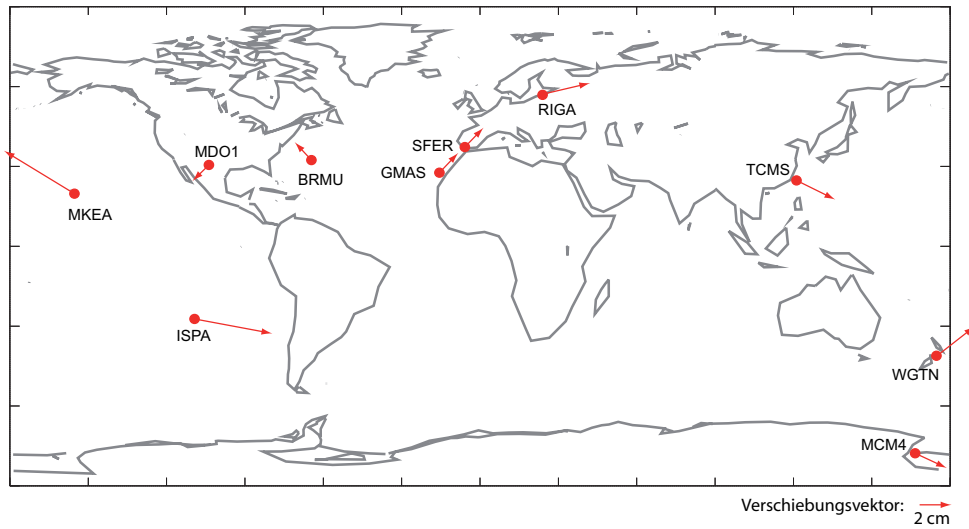 RIGA
SFER
MDO1
BRMU
GMAS
TCMS
MKEA
ISPA
WGTN
MCM4
Verschiebungsvektor:
2 cm